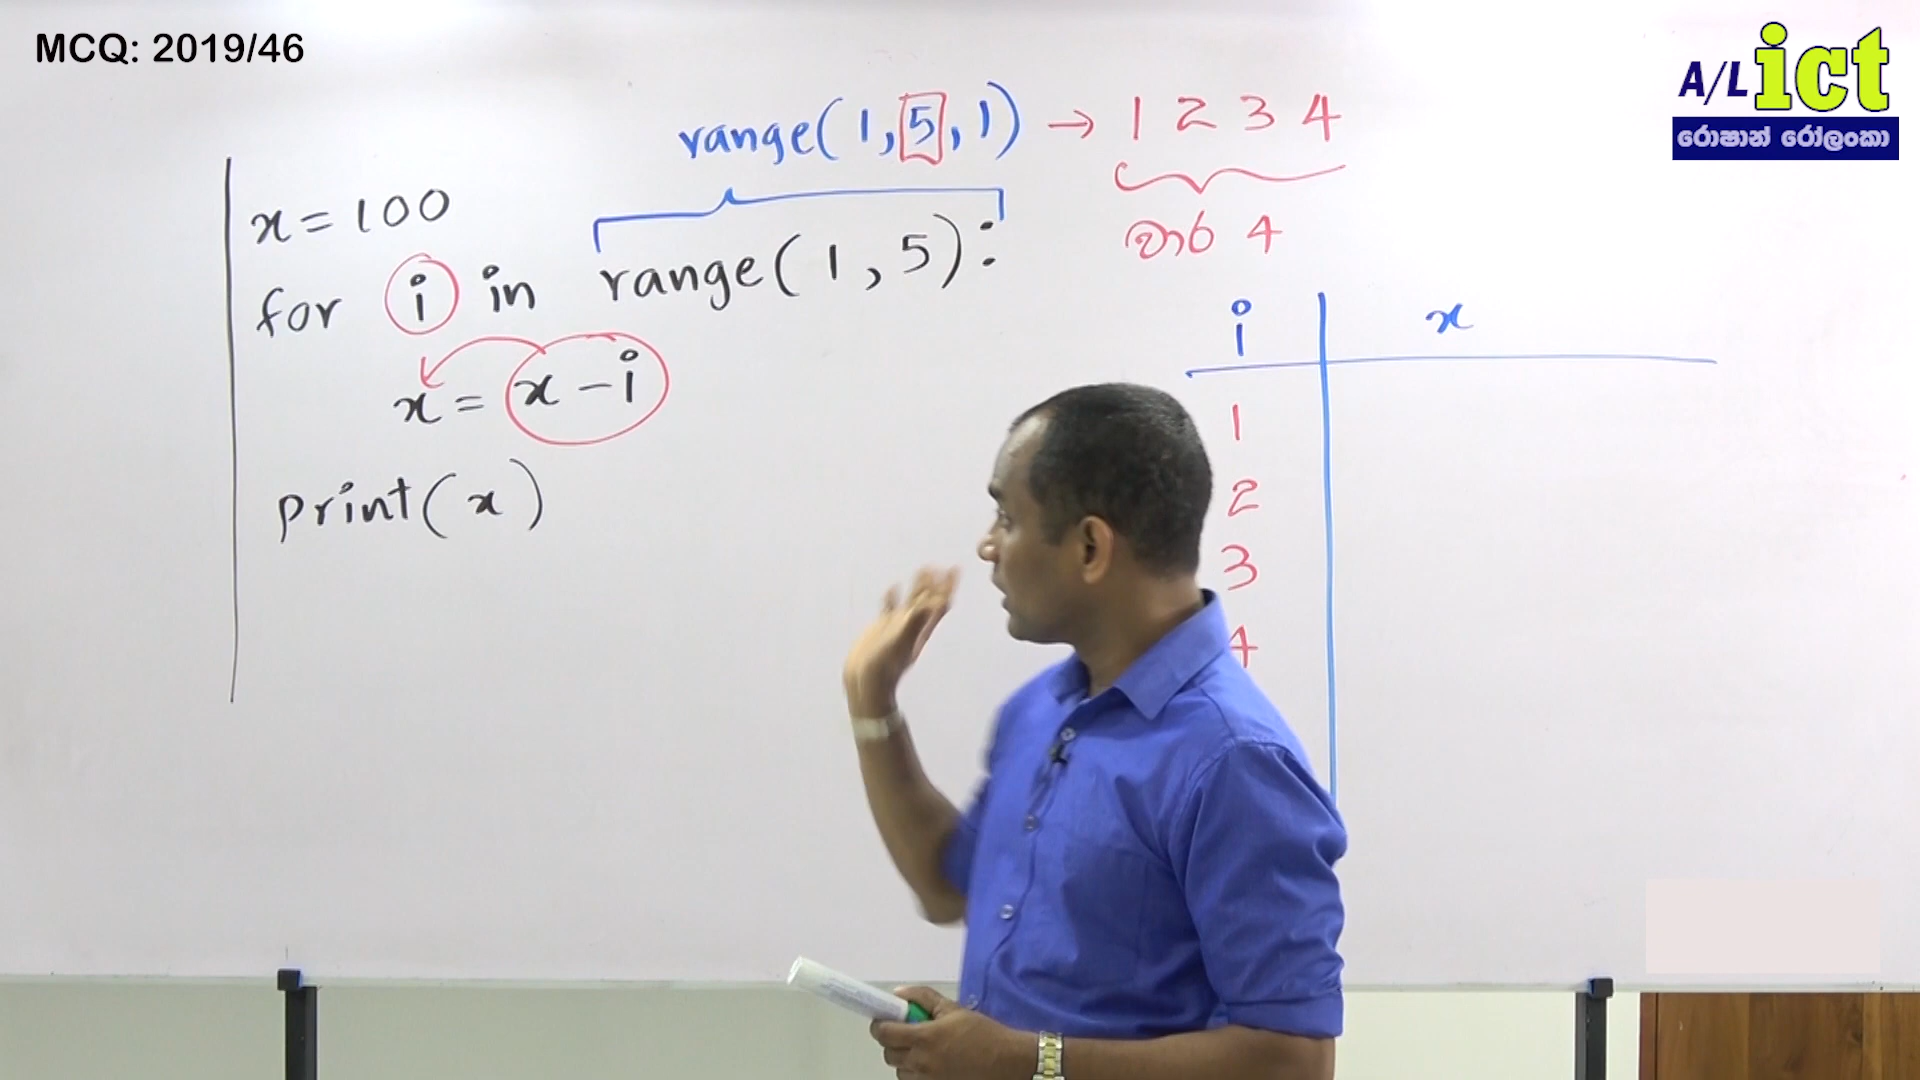 MCQ: 2019/46
A/L ict
රොෂාන් රෝලංකා
range(1,5,1) → 1 2 3 4
වාර 4
x=100
for i in range(1,5):
x=x-i
print(x)
i x
1
2
3
4